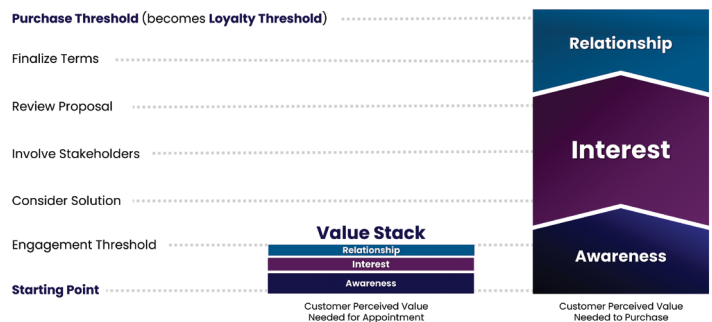 Purchase Threshold (becomes Loyalty Threshold)
Finalize Terms
Review Proposal
Involve Stakeholders
Consider Solution
Engagement Threshold
Starting Point
Value Stack
Relationship
Interest
Awareness
Customer Perceived Value
Needed for Appointment
Relationship
Interest
Awareness
Customer Perceived Value
Needed to Purchase